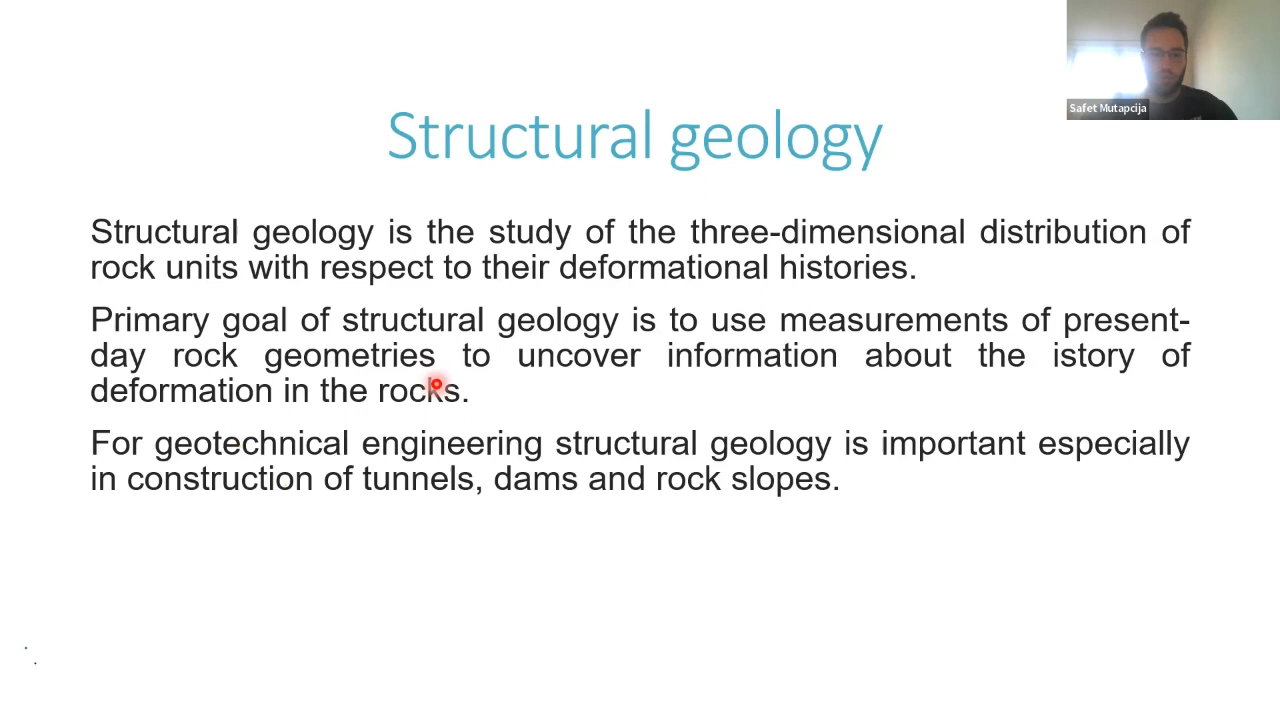 Safet Mutapcija
Structural geology
Structural geology is the study of the three-dimensional distribution of
rock units with respect to their deformational histories.
Primary goal of structural geology is to use measurements of present-
day rock geometries to uncover information about the istory of
deformation in the rocks.
For geotechnical engineering structural geology is important especially
in construction of tunnels, dams and rock slopes.